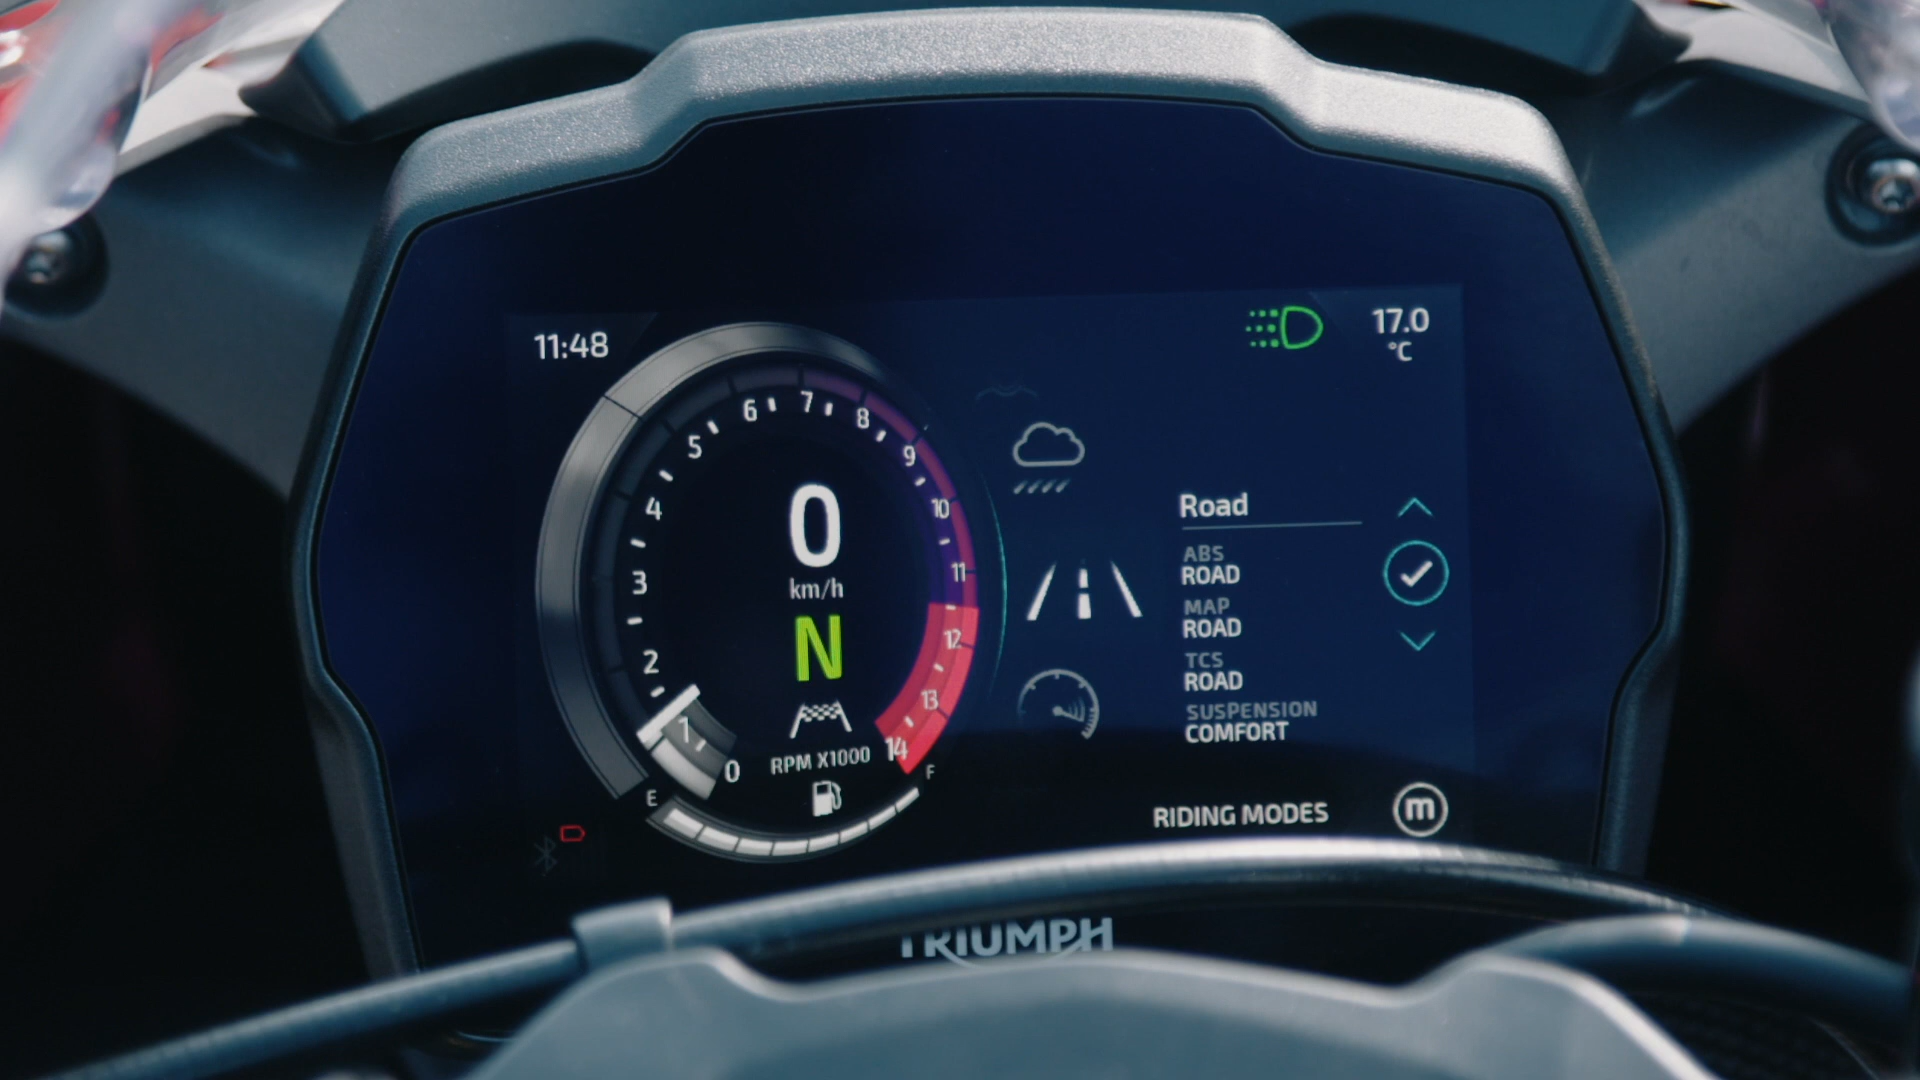 11:48
17.0
°C
0
1
2
3
4
5
6
7
8
9
10
11
12
13
14
0
km/h
N
RPM X1000
E
F
Road
ABS
ROAD
MAP
ROAD
TCS
ROAD
SUSPENSION
COMFORT
RIDING MODES
m
TRIUMPH